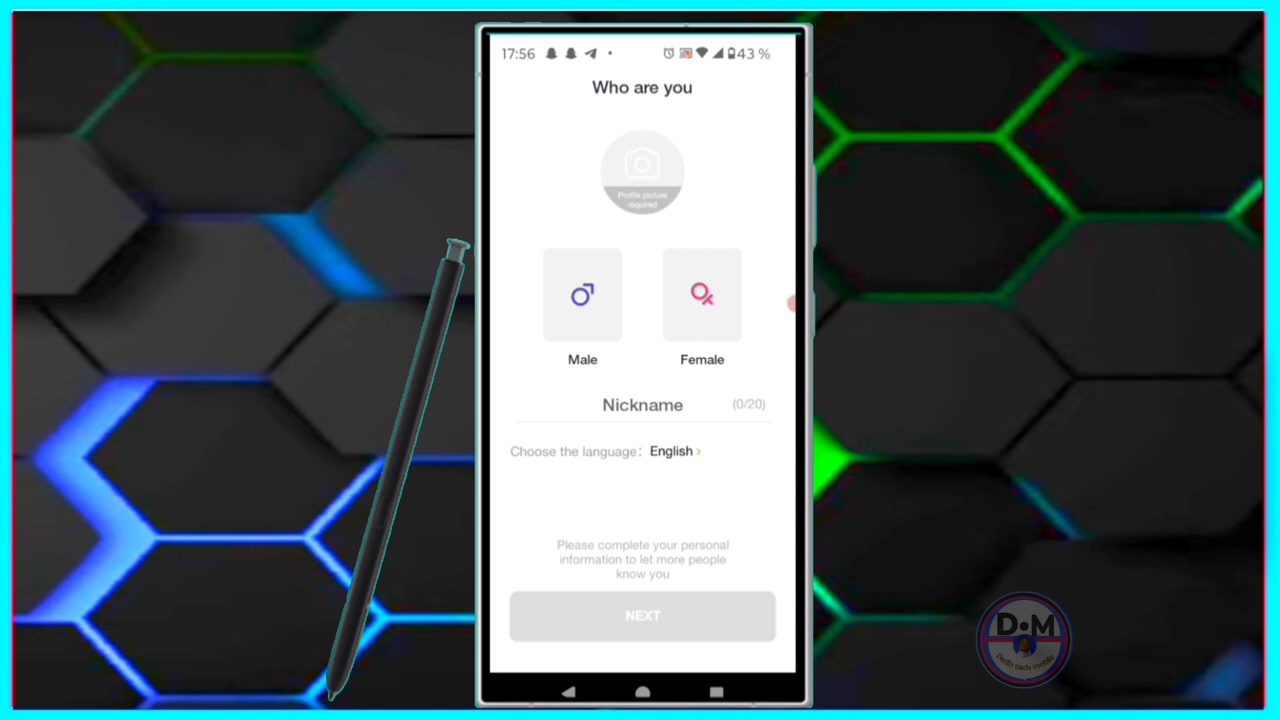 17:56
43 %
Who are you
Profile picture
required
Male
Female
Nickname
(0/20)
Choose the language: English ›
Please complete your personal
information to let more people
know you
NEXT
D•M